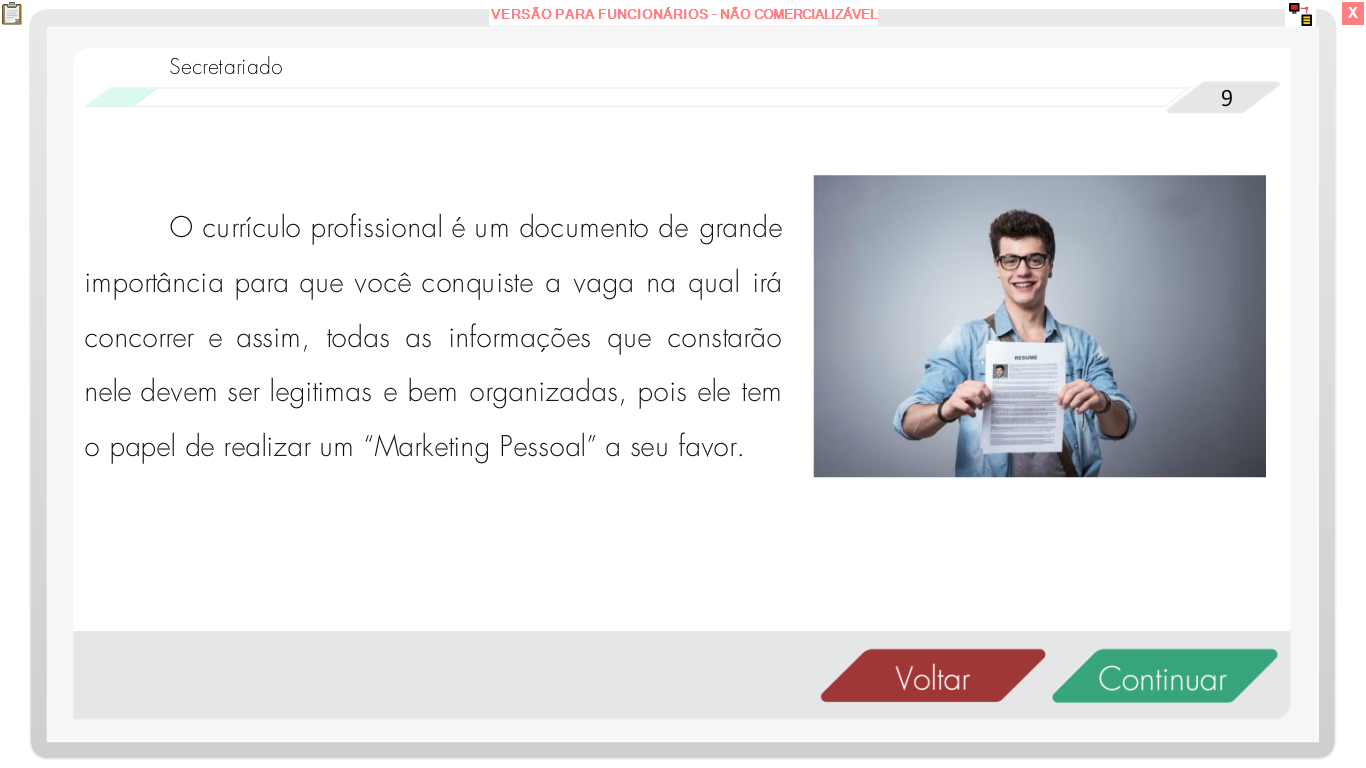 VERSÃO PARA FUNCIONÁRIOS - NÃO COMERCIALIZÁVEL
X
Secretariado
9
O currículo profissional é um documento de grande
importância para que você conquiste a vaga na qual irá
concorrer e assim, todas as informações que constarão
nele devem ser legitimas e bem organizadas, pois ele tem
o papel de realizar um “Marketing Pessoal” a seu favor.
RESUME
Voltar
Continuar